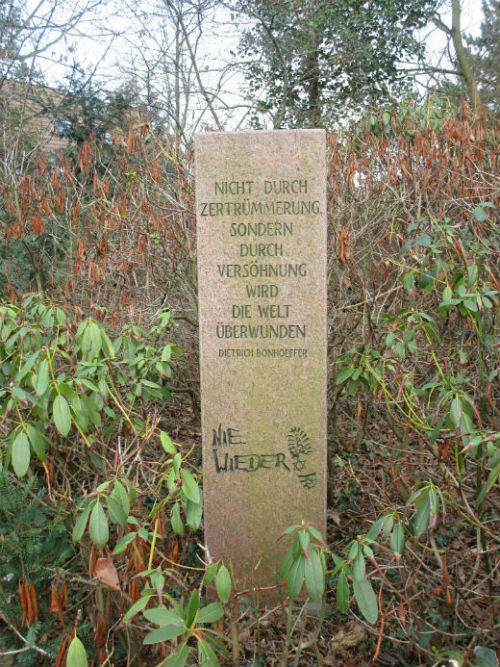 NICHT DURCH
ZERTRÜMMERUNG,
SONDERN
DURCH
VERSÖHNUNG
WIRD
DIE WELT
ÜBERWUNDEN
DIETRICH BONHOEFFER
NIE
WIEDER